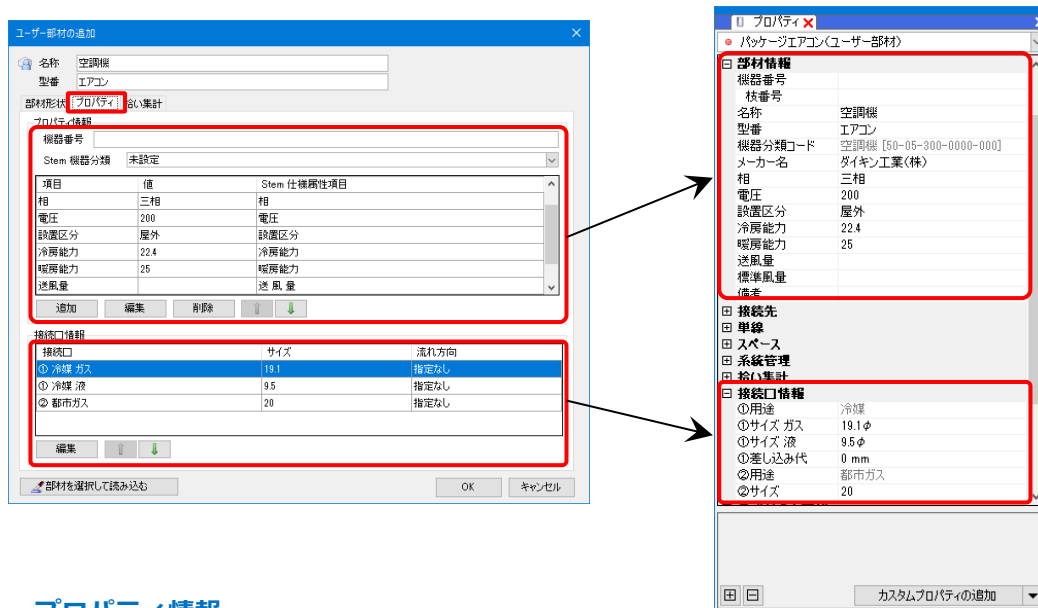 ユーザー部材の追加
名称 空調機
型番 エアコン
部材形状 プロパティ 拾い集計
プロパティ情報
機器番号
Stem 機器分類 未設定
項目 値 Stem 仕様属性項目
相 三相 相
電圧 200 電圧
設置区分 屋外 設置区分
冷房能力 22.4 冷房能力
暖房能力 25 暖房能力
送風量 送 風 量
追加 編集 削除
接続口情報
接続口 サイズ 流れ方向
① 冷媒 ガス 19.1 指定なし
① 冷媒 液 9.5 指定なし
② 都市ガス 20 指定なし
編集
部材を選択して読み込む OK キャンセル
プロパティ
パッケージエアコン(ユーザー部材)
部材情報
機器番号
枝番号
名称 空調機
型番 エアコン
機器分類コード 空調機 [50-05-300-0000-000]
メーカー名 ダイキン工業(株)
相 三相
電圧 200
設置区分 屋外
冷房能力 22.4
暖房能力 25
送風量
標準風量
備考
接続先
単線
スペース
系統管理
拾い集計
接続口情報
①用途 冷媒
①サイズ ガス 19.1φ
①サイズ 液 9.5φ
①差し込み代 0 mm
②用途 都市ガス
②サイズ 20
カスタムプロパティの追加
プロパティ情報